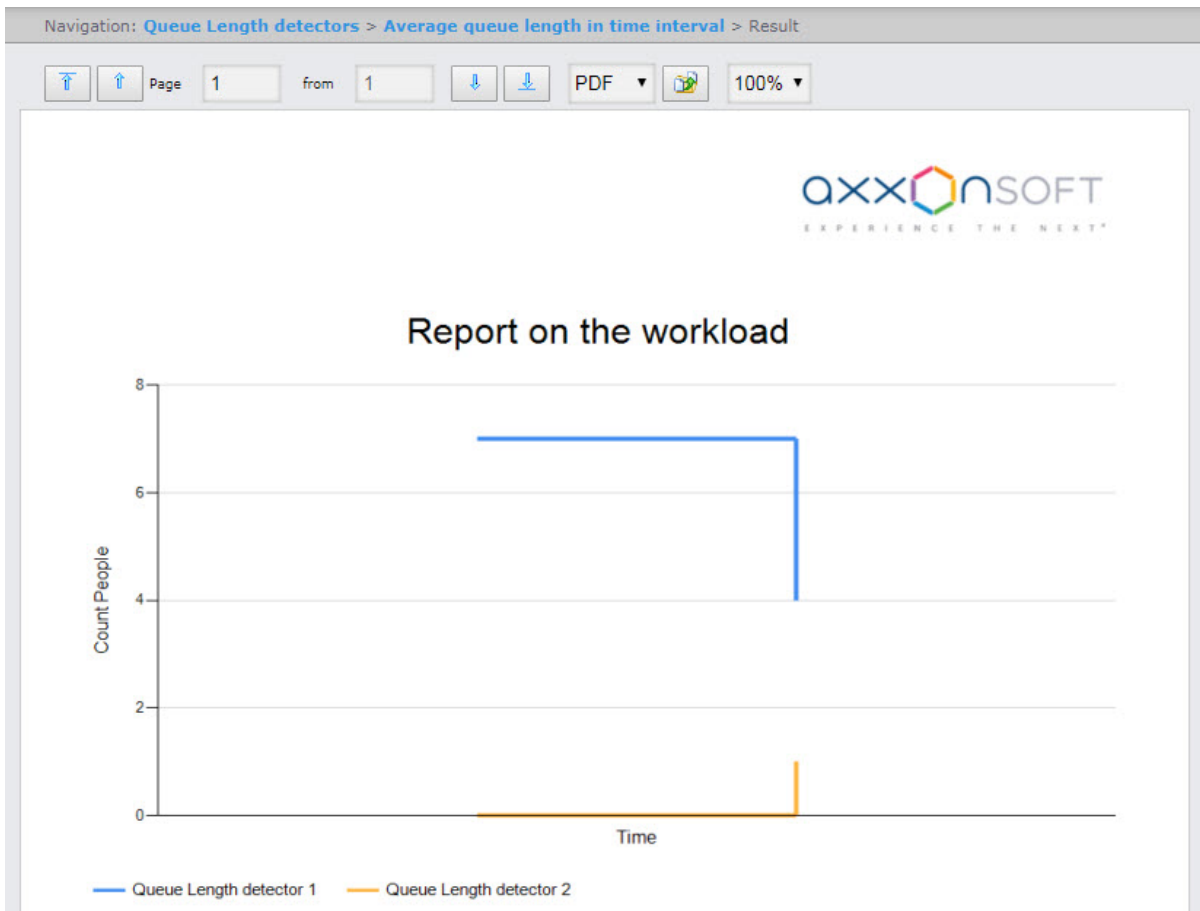 Navigation: Queue Length detectors > Average queue length in time interval > Result
Page 1 from 1 PDF 100%
axxonsoft
EXPERIENCE THE NEXT®
Report on the workload
8
6
4
2
0
Count People
Time
Queue Length detector 1 Queue Length detector 2